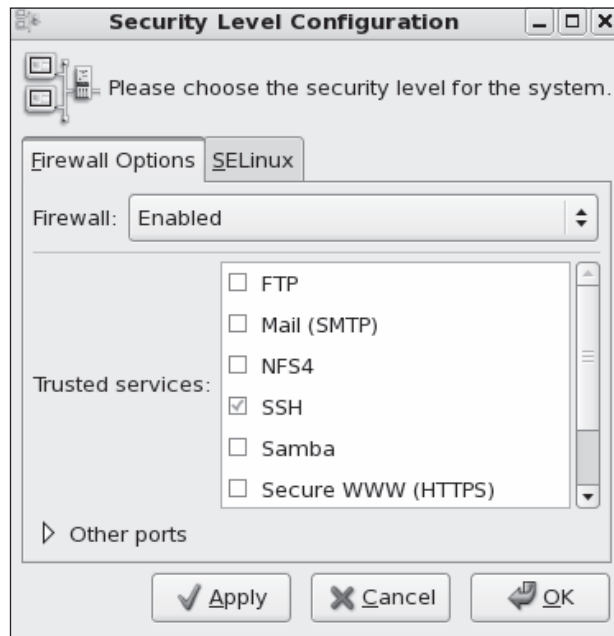 Security Level Configuration
Please choose the security level for the system.
Firewall Options SELinux
Firewall: Enabled
Trusted services:
FTP
Mail (SMTP)
NFS4
SSH
Samba
Secure WWW (HTTPS)
Other ports
Apply Cancel OK